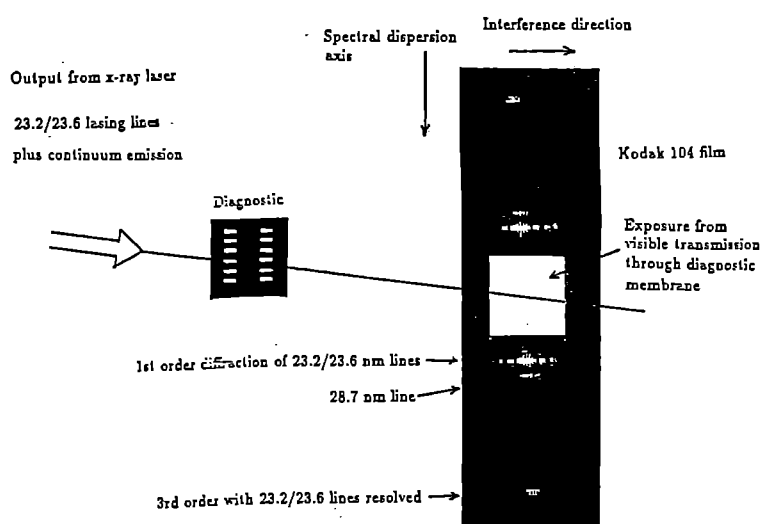 Spectral dispersion
axis
Interference direction
Output from x-ray laser
23.2/23.6 lasing lines
plus continuum emission
Kodak 104 film
Diagnostic
Exposure from
visible transmission
through diagnostic
membrane
1st order diffraction of 23.2/23.6 nm lines
28.7 nm line
3rd order with 23.2/23.6 lines resolved